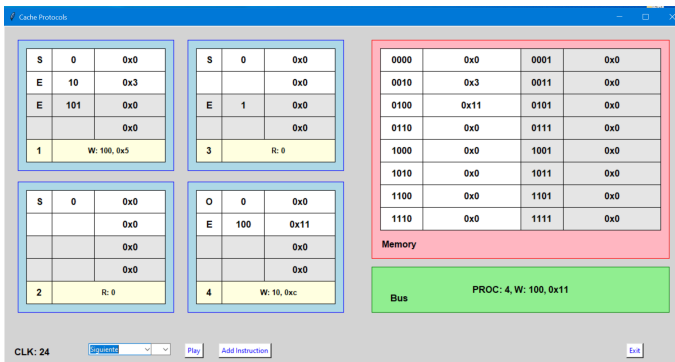 Cache Protocols
S 0 0x0
E 10 0x3
E 101 0x0
0x0
1 W: 100, 0x5
S 0 0x0
0x0
E 1 0x0
0x0
3 R: 0
S 0 0x0
0x0
0x0
0x0
2 R: 0
O 0 0x0
E 100 0x11
0x0
0x0
4 W: 10, 0xc
0000 0x0 0001 0x0
0010 0x3 0011 0x0
0100 0x11 0101 0x0
0110 0x0 0111 0x0
1000 0x0 1001 0x0
1010 0x0 1011 0x0
1100 0x0 1101 0x0
1110 0x0 1111 0x0
Memory
PROC: 4, W: 100, 0x11
Bus
CLK: 24 Siguiente Play Add Instruction Exit